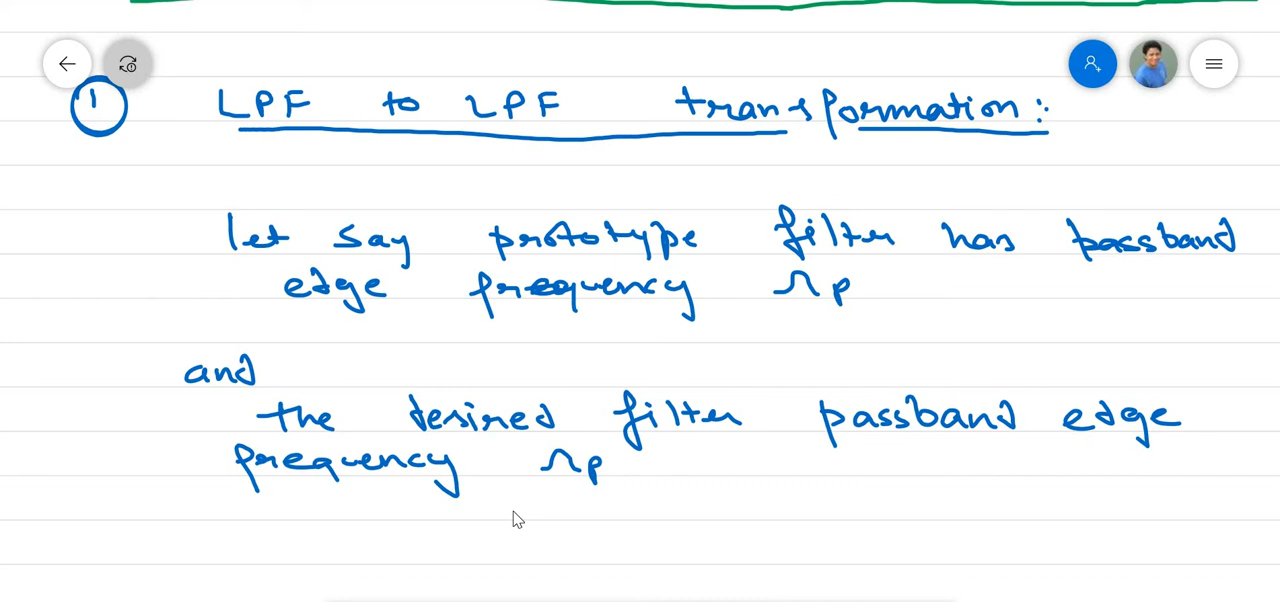 1 LPF to LPF transformation:
let say prototype filter has passband
edge frequency Ωp
and
the desired filter passband edge
frequency Ωp